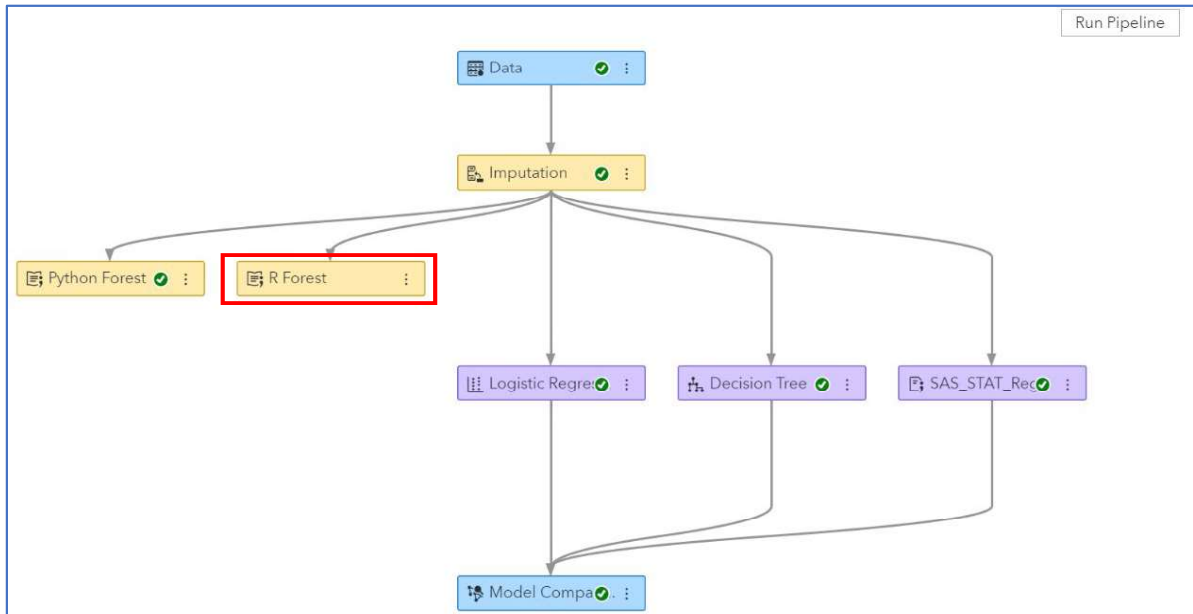 Run Pipeline
Data
Imputation
Python Forest
R Forest
Logistic Regre
Decision Tree
SAS_STAT_Reg
Model Compa